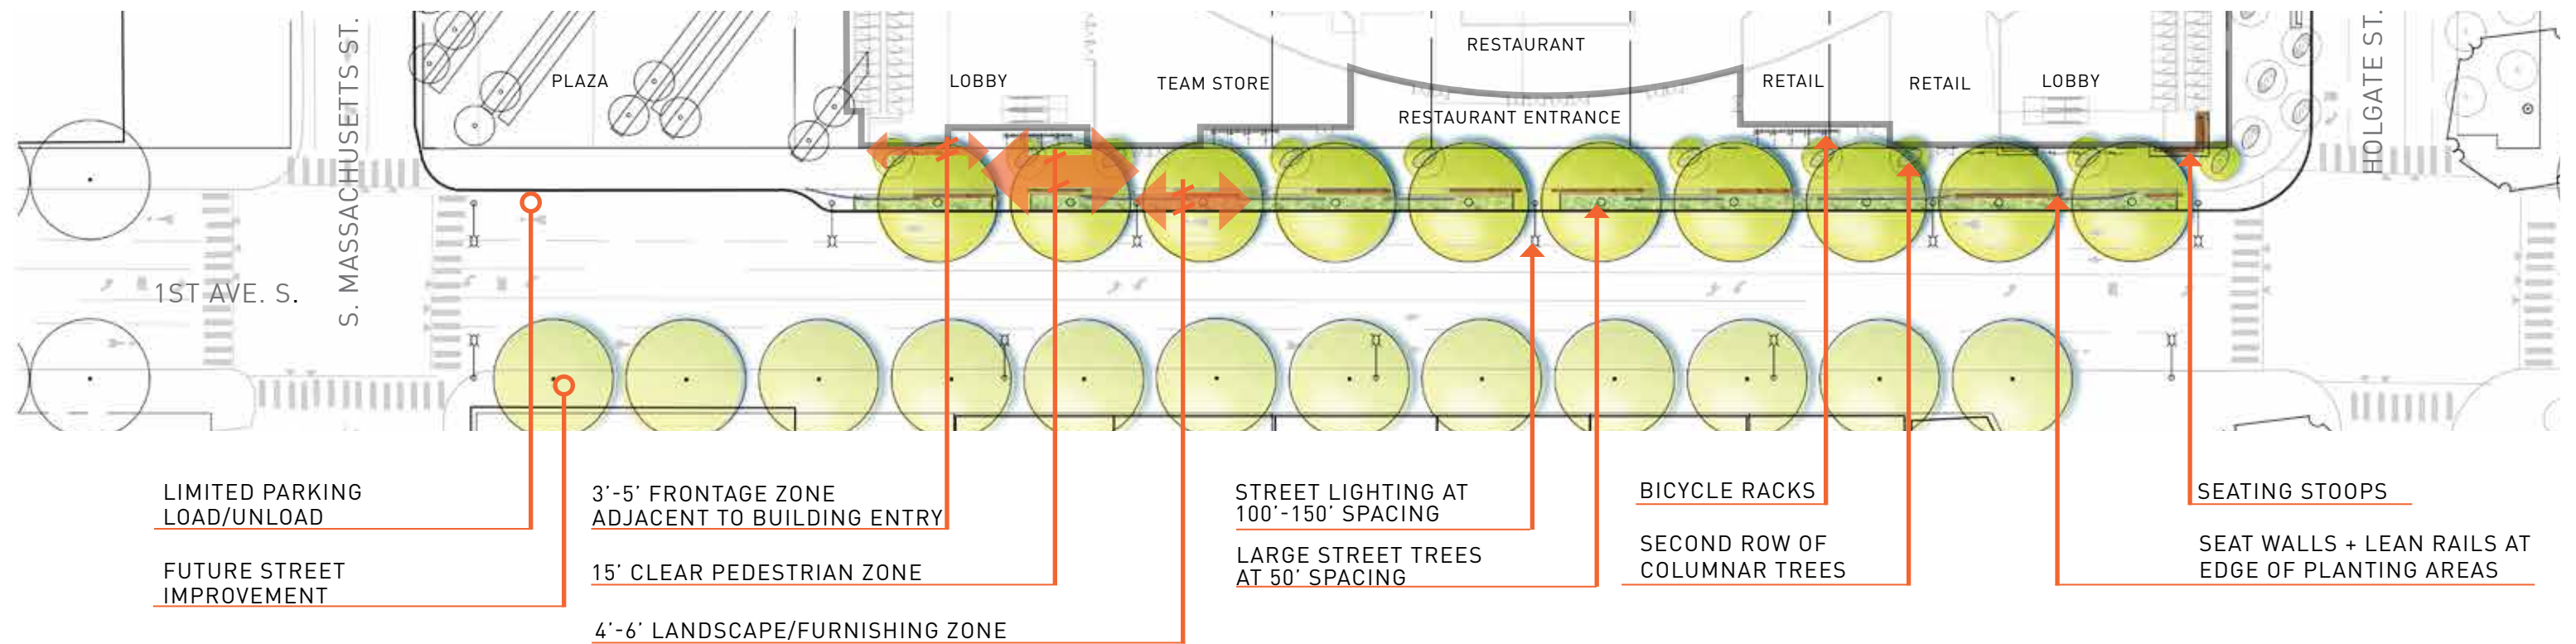 S. MASSACHUSETTS ST.
PLAZA
LOBBY
TEAM STORE
RESTAURANT
RESTAURANT ENTRANCE
RETAIL
RETAIL
LOBBY
HOLGATE ST.
1ST AVE. S.
LIMITED PARKING
LOAD/UNLOAD
FUTURE STREET
IMPROVEMENT
3'-5' FRONTAGE ZONE
ADJACENT TO BUILDING ENTRY
15' CLEAR PEDESTRIAN ZONE
4'-6' LANDSCAPE/FURNISHING ZONE
STREET LIGHTING AT
100'-150' SPACING
LARGE STREET TREES
AT 50' SPACING
BICYCLE RACKS
SECOND ROW OF
COLUMNAR TREES
SEATING STOOPS
SEAT WALLS + LEAN RAILS AT
EDGE OF PLANTING AREAS